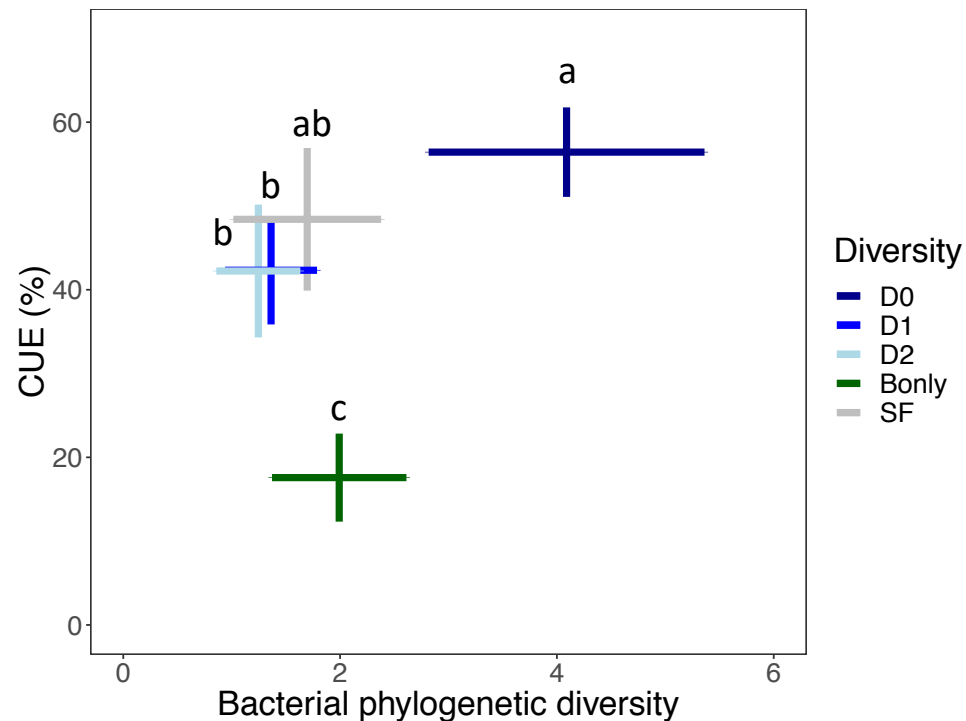 a
ab
b
b
c
60
40
20
0
CUE (%)
0 2 4 6
Bacterial phylogenetic diversity
Diversity
D0
D1
D2
Bonly
SF